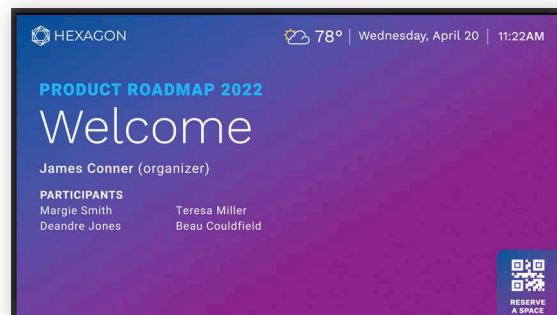 HEXAGON
78° | Wednesday, April 20 | 11:22AM
PRODUCT ROADMAP 2022
Welcome
James Conner (organizer)
PARTICIPANTS
Margie Smith Teresa Miller
Deandre Jones Beau Couldfield
RESERVE
A SPACE